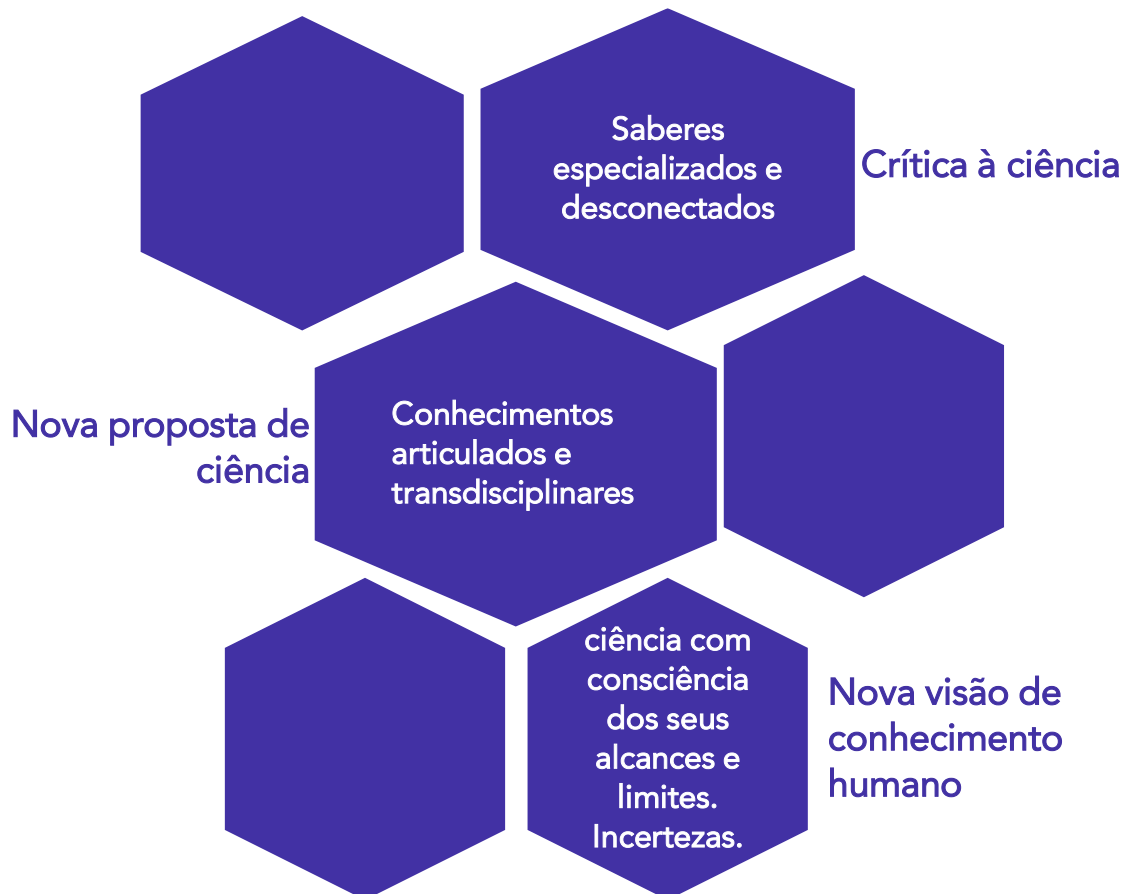 Saberes
especializados e
desconectados
Crítica à ciência
Nova proposta de
ciência
Conhecimentos
articulados e
transdisciplinares
ciência com
consciência
dos seus
alcances e
limites.
Incertezas.
Nova visão de
conhecimento
humano